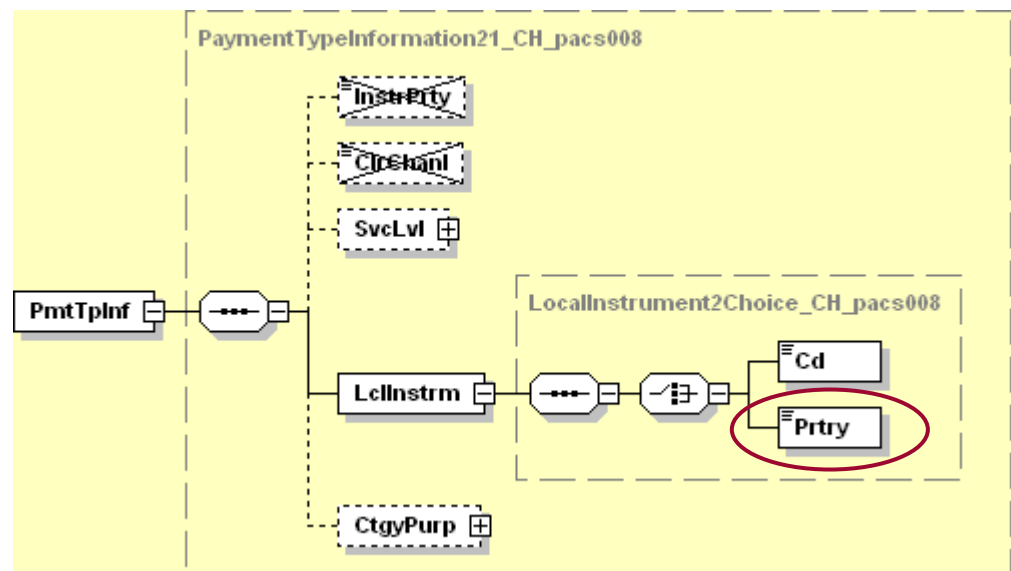 PaymentTypeInformation21_CH_pacs008
InstrPrty
ClrChanl
SvcLvl
PmtTpInf
LocalInstrument2Choice_CH_pacs008
Cd
LclInstrm
Prtry
CtgyPurp